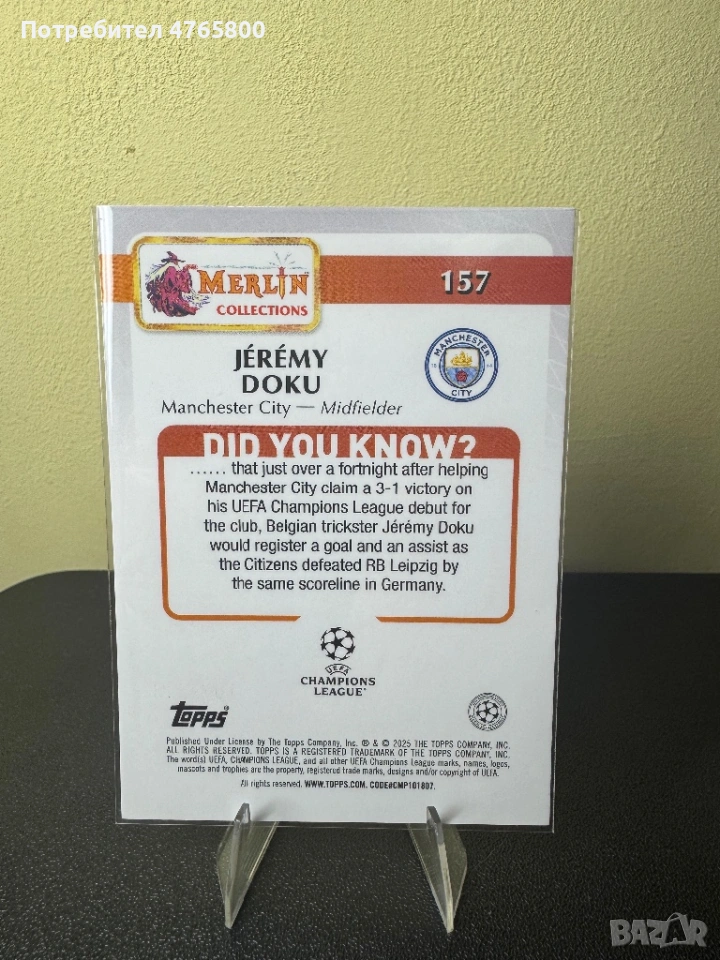 Потребител 4765800
MERLIN
COLLECTIONS
157
JÉRÉMY
DOKU
MANCHESTER
CITY
Manchester City — Midfielder
DID YOU KNOW?
...... that just over a fortnight after helping
Manchester City claim a 3-1 victory on
his UEFA Champions League debut for
the club, Belgian trickster Jérémy Doku
would register a goal and an assist as
the Citizens defeated RB Leipzig by
the same scoreline in Germany.
UEFA
CHAMPIONS
LEAGUE®
topps®
Published Under License by The Topps Company, Inc. ® & © 2025 THE TOPPS COMPANY, INC.
ALL RIGHTS RESERVED. TOPPS IS A REGISTERED TRADEMARK OF THE TOPPS COMPANY, INC.
The word(s) UEFA, CHAMPIONS LEAGUE, and all other UEFA Champions League marks, names, logos,
mascots and trophies are the property, registered trade marks, designs and/or copyright of UEFA.
All rights reserved. WWW.TOPPS.COM. CODE#CMP101807.
BAZAR